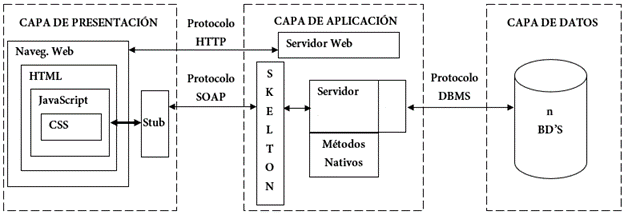 CAPA DE PRESENTACIÓN
Naveg. Web
HTML
JavaScript
CSS
Stub
Protocolo
HTTP
Protocolo
SOAP
CAPA DE APLICACIÓN
Servidor Web
S
K
E
L
T
O
N
Servidor
Métodos
Nativos
Protocolo
DBMS
CAPA DE DATOS
n
BD'S